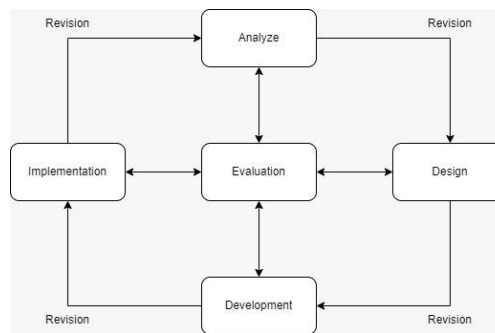 Revision
Revision
Analyze
Implementation
Evaluation
Design
Development
Revision
Revision